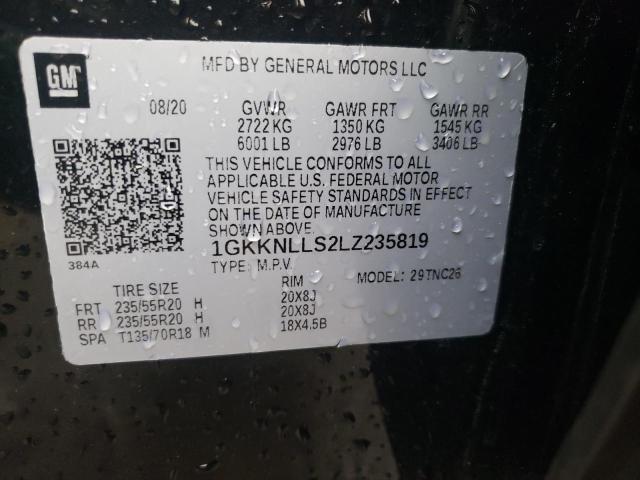 GM
MFD BY GENERAL MOTORS LLC
08/20 GVWR GAWR FRT GAWR RR
2722 KG 1350 KG 1545 KG
6001 LB 2976 LB 3406 LB
THIS VEHICLE CONFORMS TO ALL
APPLICABLE U.S. FEDERAL MOTOR
VEHICLE SAFETY STANDARDS IN EFFECT
ON THE DATE OF MANUFACTURE
SHOWN ABOVE.
1GKKNLLS2LZ235819
384A TYPE: M.P.V. MODEL: 29TNC26
TIRE SIZE RIM
FRT 235/55R20 H 20X8J
RR 235/55R20 H 20X8J
SPA T135/70R18 M 18X4.5B